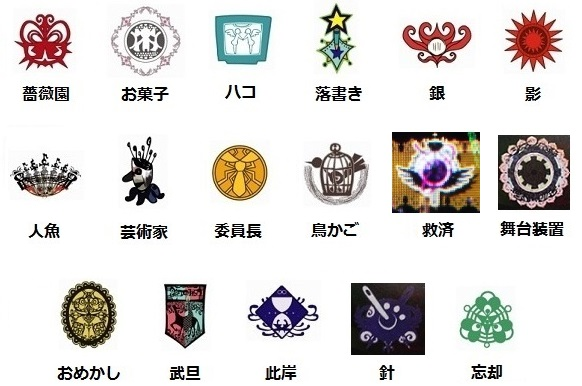 薔薇園 お菓子 ハコ 落書き 銀 影
人魚 芸術家 委員長 鳥かご 救済 舞台装置
おめかし 武旦 此岸 針 忘却